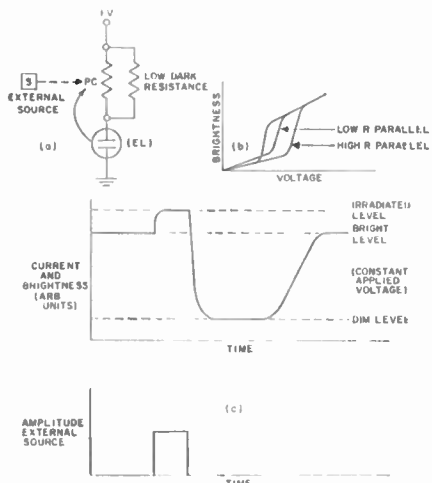 +V
S
PC
LOW DARK
RESISTANCE
EXTERNAL
SOURCE
(a)
(EL)
BRIGHTNESS
(b)
LOW R PARALLEL
HIGH R PARALLEL
VOLTAGE
IRRADIATED
LEVEL
BRIGHT
LEVEL
CURRENT
AND
BRIGHTNESS
(ARB
UNITS)
(CONSTANT
APPLIED
VOLTAGE)
DIM LEVEL
TIME
(c)
AMPLITUDE
EXTERNAL
SOURCE
TIME